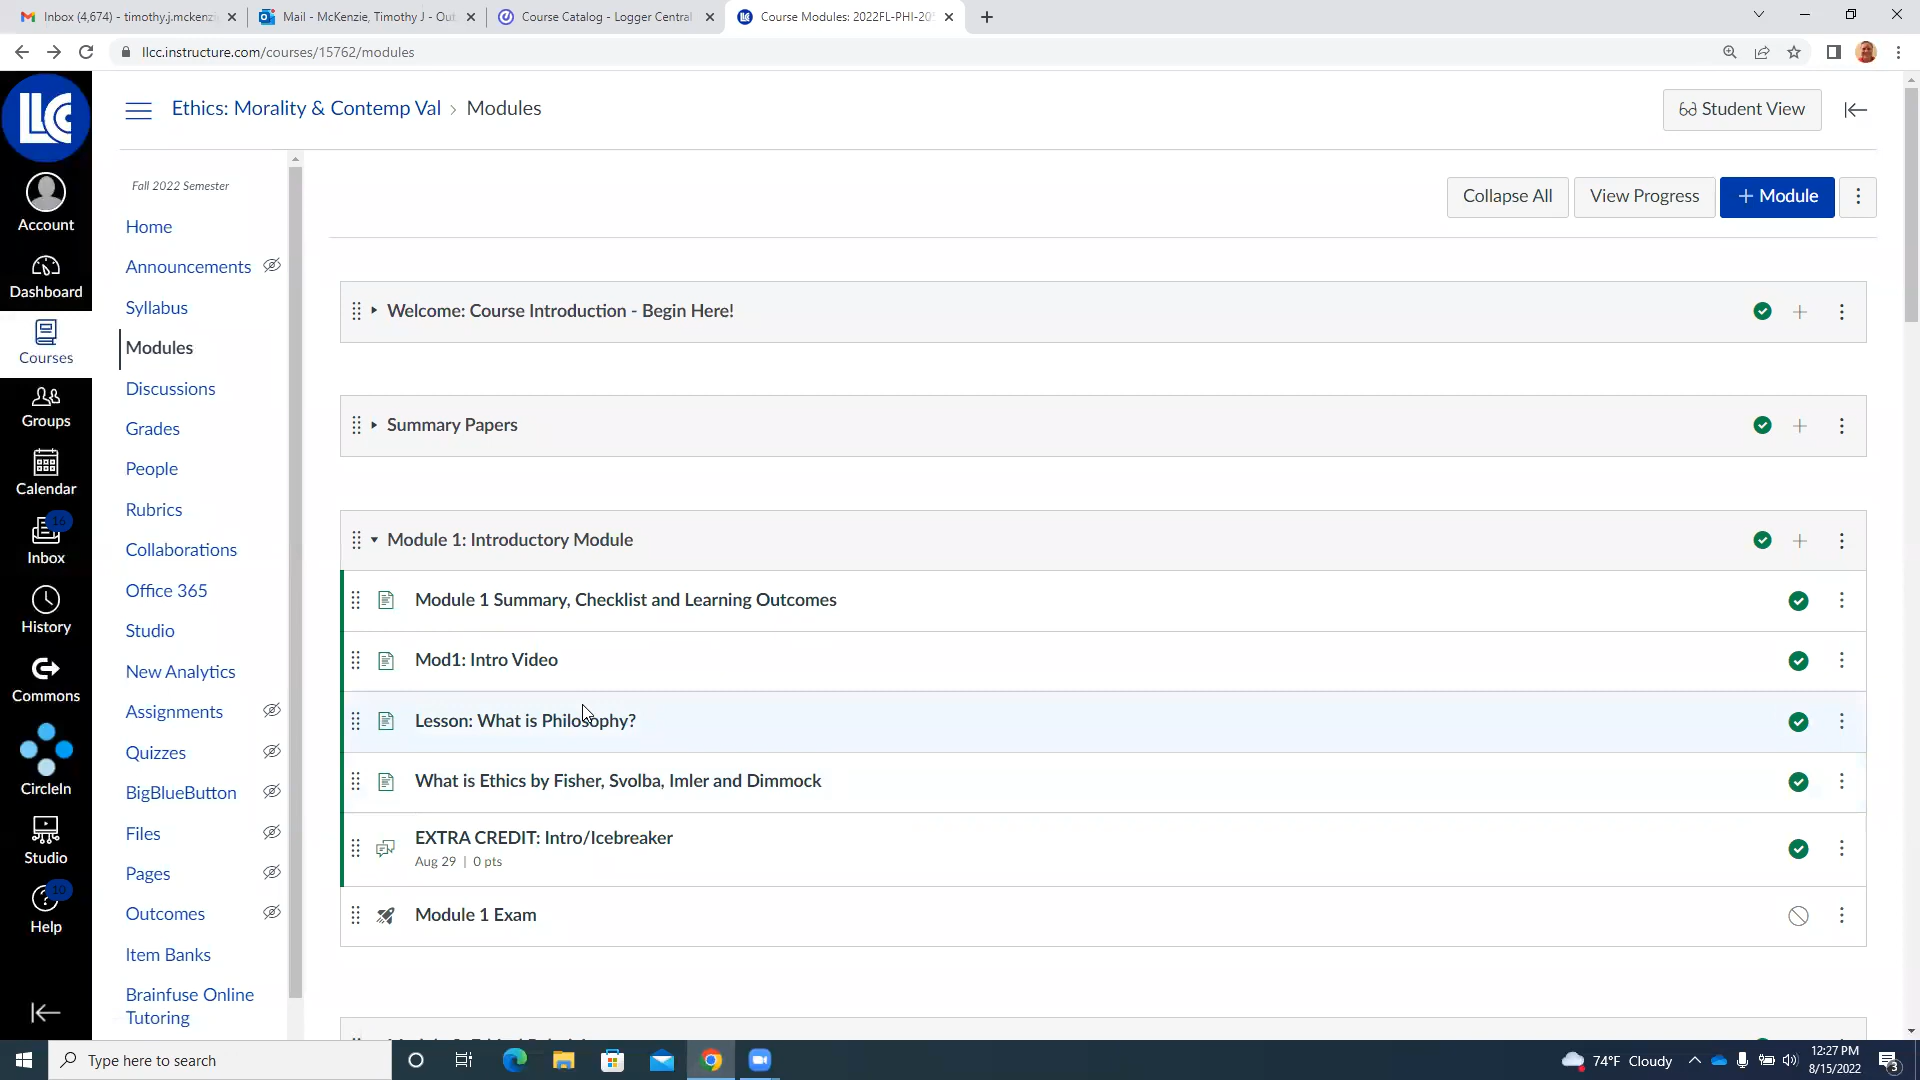 Inbox (4,674) - timothy.j.mckenzi
Mail - McKenzie, Timothy J - Out
Course Catalog - Logger Central
Course Modules: 2022FL-PHI-205
llcc.instructure.com/courses/15762/modules
LLCC
Ethics: Morality & Contemp Val › Modules
Student View
Account
Dashboard
Courses
Groups
Calendar
16
Inbox
History
Commons
CircleIn
Studio
10
Help
Fall 2022 Semester
Home
Announcements
Syllabus
Modules
Discussions
Grades
People
Rubrics
Collaborations
Office 365
Studio
New Analytics
Assignments
Quizzes
BigBlueButton
Files
Pages
Outcomes
Item Banks
Brainfuse Online
Tutoring
Collapse All
View Progress
+ Module
Welcome: Course Introduction - Begin Here!
Summary Papers
Module 1: Introductory Module
Module 1 Summary, Checklist and Learning Outcomes
Mod1: Intro Video
Lesson: What is Philosophy?
What is Ethics by Fisher, Svolba, Imler and Dimmock
EXTRA CREDIT: Intro/Icebreaker
Aug 29 | 0 pts
Module 1 Exam
Type here to search
74°F Cloudy
12:27 PM
8/15/2022
3